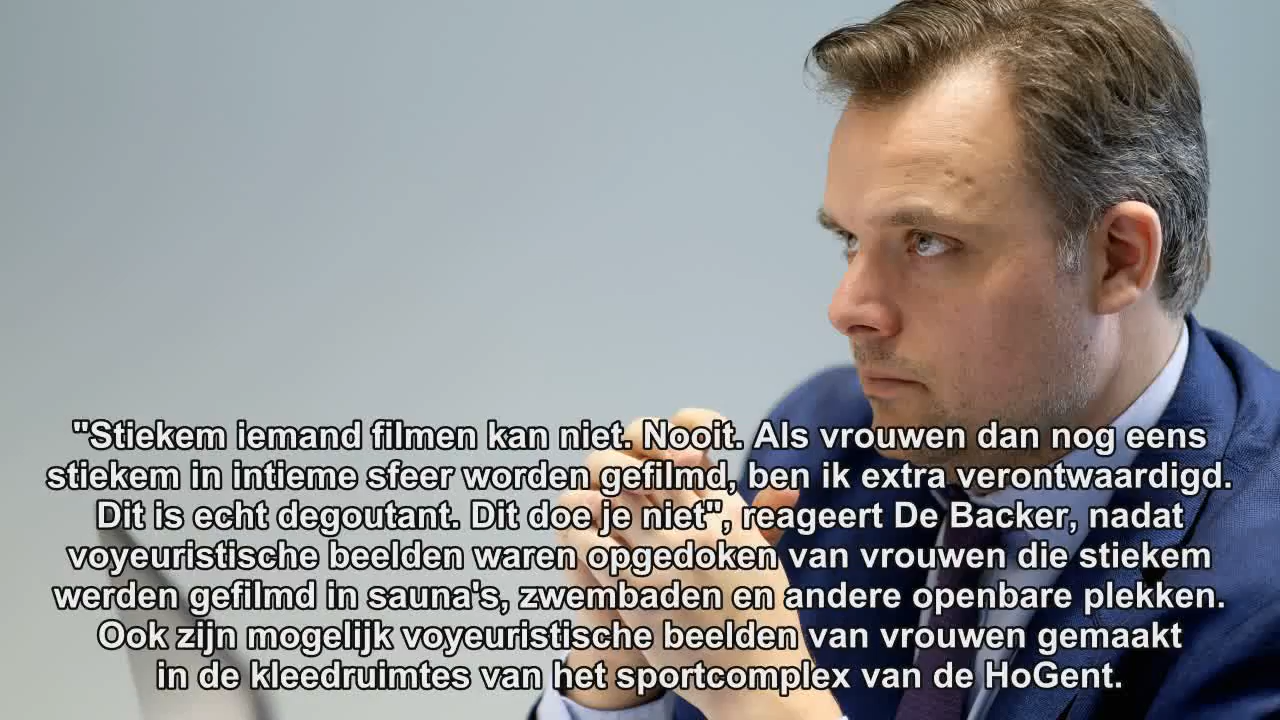 "Stiekem iemand filmen kan niet. Nooit. Als vrouwen dan nog eens
stiekem in intieme sfeer worden gefilmd, ben ik extra verontwaardigd.
Dit is echt degoutant. Dit doe je niet", reageert De Backer, nadat
voyeuristische beelden waren opgedoken van vrouwen die stiekem
werden gefilmd in sauna's, zwembaden en andere openbare plekken.
Ook zijn mogelijk voyeuristische beelden van vrouwen gemaakt
in de kleedruimtes van het sportcomplex van de HoGent.